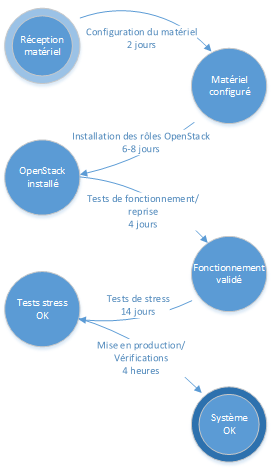 Réception
matériel
Configuration du matériel
2 jours
Matériel
configuré
Installation des rôles OpenStack
6-8 jours
OpenStack
installé
Tests de fonctionnement/
reprise
4 jours
Fonctionnement
validé
Tests de stress
14 jours
Tests stress
OK
Mise en production/
Vérifications
4 heures
Système
OK